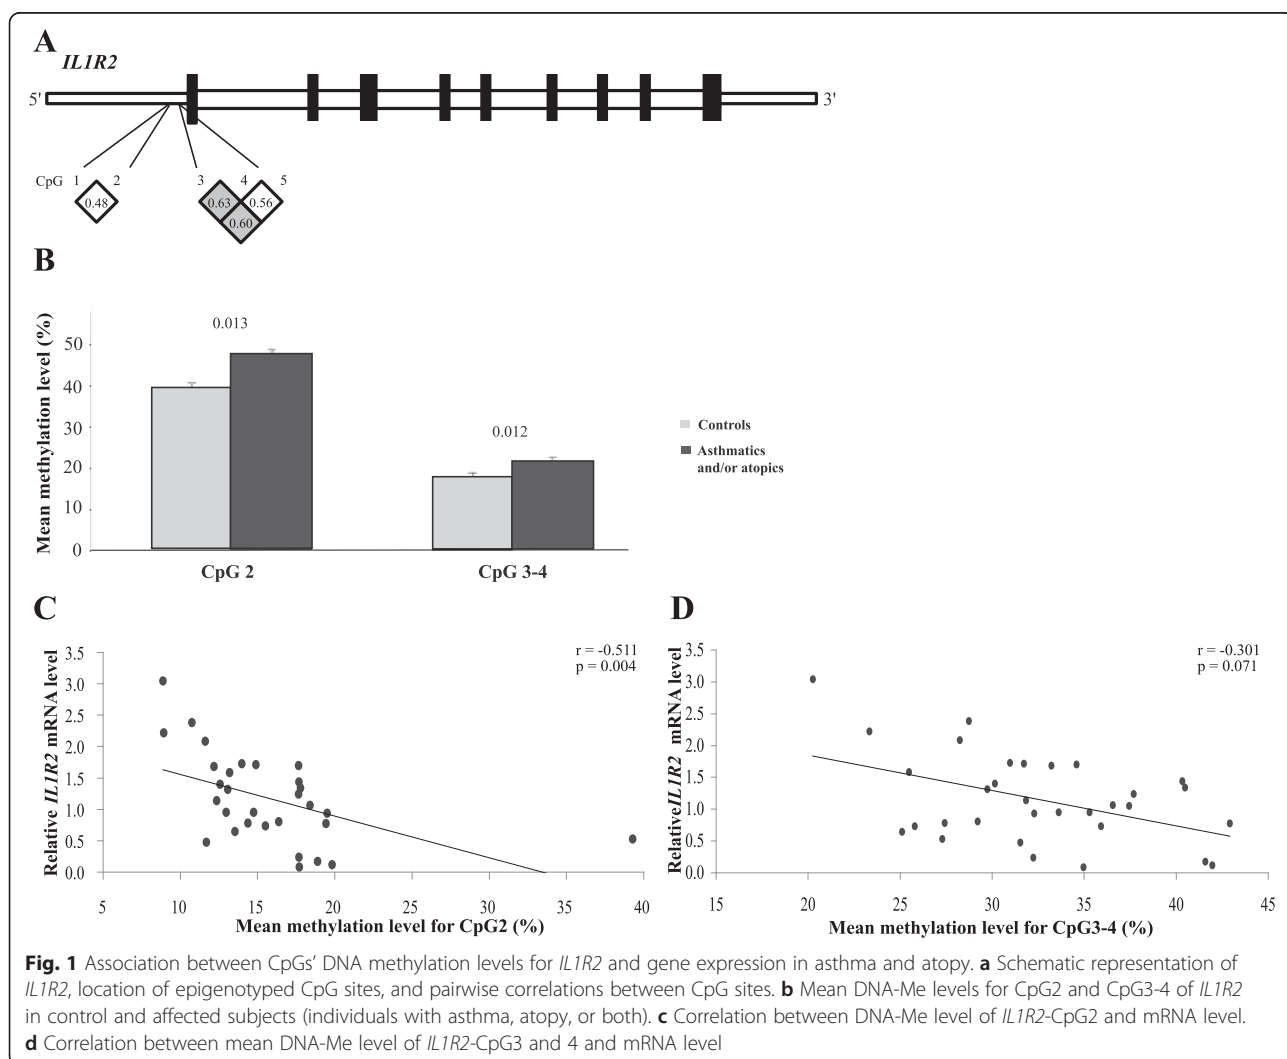 A
IL1R2
5' 3'
CpG 1 2 3 4 5
0.48 0.63 0.56
0.60
B
Mean methylation level (%)
50
40
30
20
10
0
0.013
0.012
CpG 2 CpG 3-4
Controls
Asthmatics
and/or atopics
C
Relative IL1R2 mRNA level
3.5
3.0
2.5
2.0
1.5
1.0
0.5
0.0
r = -0.511
p = 0.004
5 10 15 20 25 30 35 40
Mean methylation level for CpG2 (%)
D
RelativeIL1R2 mRNA level
3.5
3.0
2.5
2.0
1.5
1.0
0.5
0.0
r = -0.301
p = 0.071
15 20 25 30 35 40 45
Mean methylation level for CpG3-4 (%)
Fig. 1 Association between CpGs’ DNA methylation levels for IL1R2 and gene expression in asthma and atopy. a Schematic representation of
IL1R2, location of epigenotyped CpG sites, and pairwise correlations between CpG sites. b Mean DNA-Me levels for CpG2 and CpG3-4 of IL1R2
in control and affected subjects (individuals with asthma, atopy, or both). c Correlation between DNA-Me level of IL1R2-CpG2 and mRNA level.
d Correlation between mean DNA-Me level of IL1R2-CpG3 and 4 and mRNA level